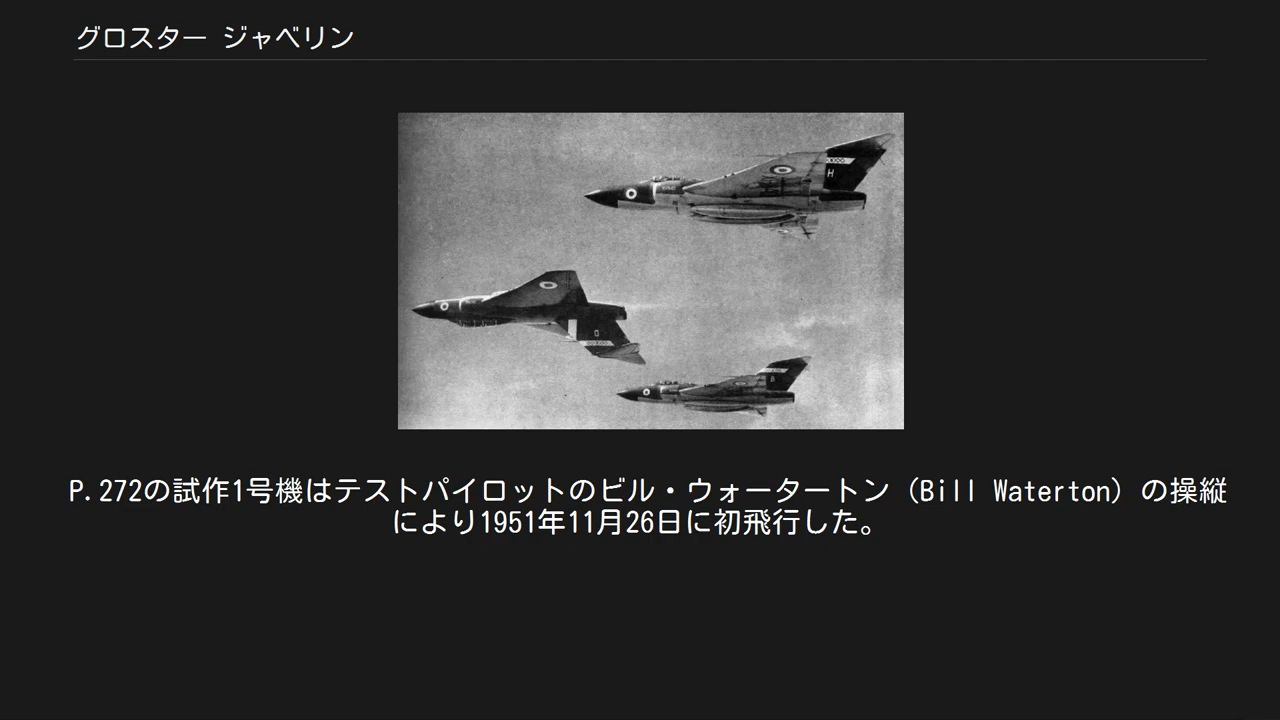 グロスター ジャベリン
H
G
B
P.272の試作1号機はテストパイロットのビル・ウォータートン（Bill Waterton）の操縦
により1951年11月26日に初飛行した。